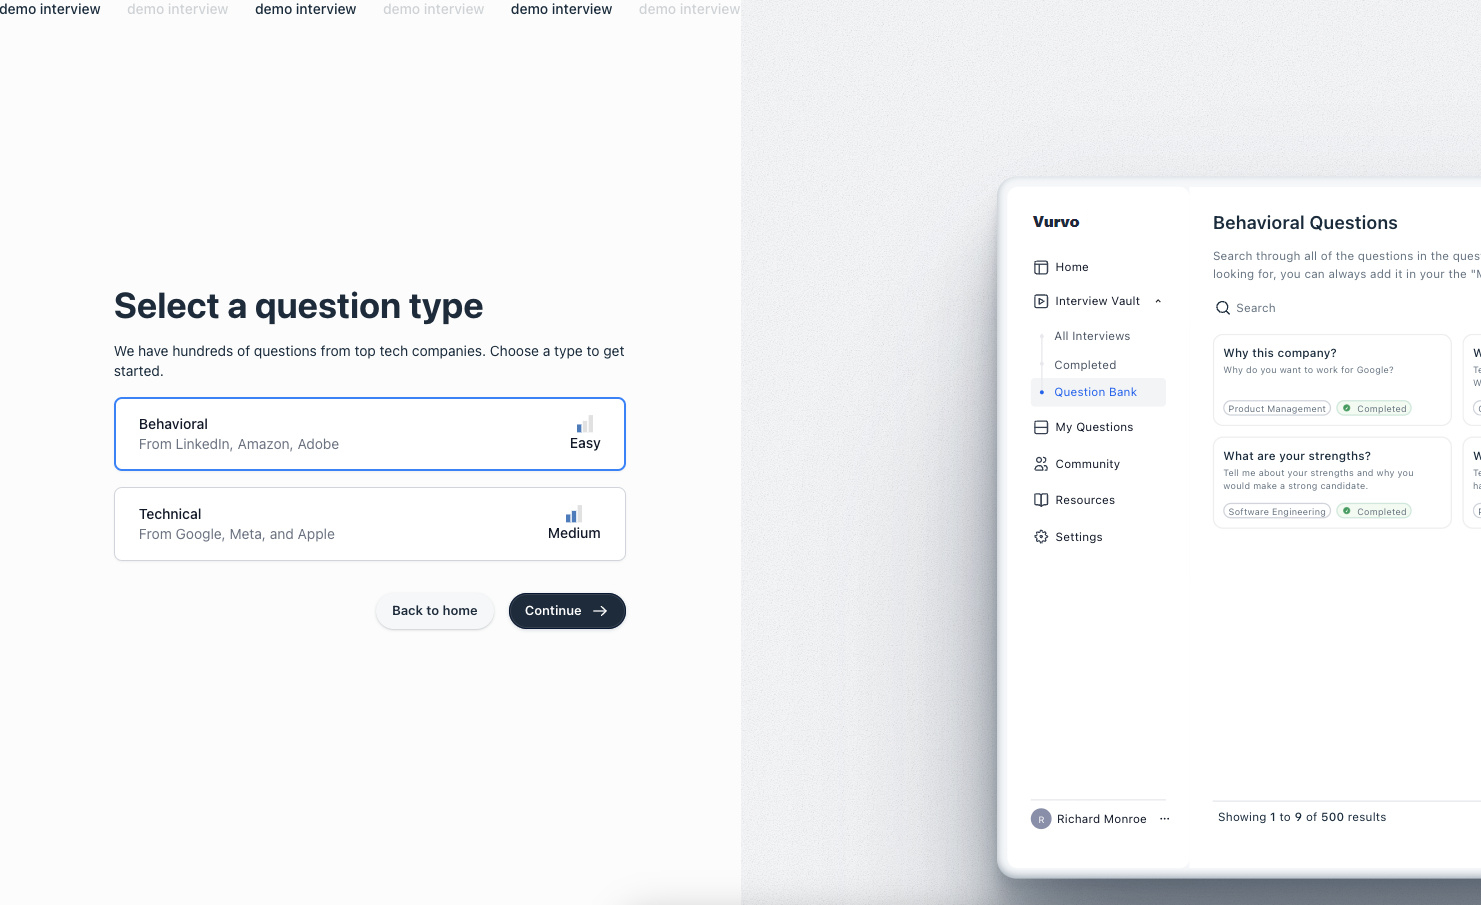 demo interview demo interview demo interview demo interview demo interview demo interview
Select a question type
We have hundreds of questions from top tech companies. Choose a type to get
started.
Behavioral
From LinkedIn, Amazon, Adobe
Easy
Technical
From Google, Meta, and Apple
Medium
Back to home
Continue
Vurvo
Home
Interview Vault
All Interviews
Completed
Question Bank
My Questions
Community
Resources
Settings
R Richard Monroe ...
Behavioral Questions
Search through all of the questions in the ques
looking for, you can always add it in your the "M
Search
Why this company?
Why do you want to work for Google?
Product Management Completed
What are your strengths?
Tell me about your strengths and why you
would make a strong candidate.
Software Engineering Completed
Showing 1 to 9 of 500 results